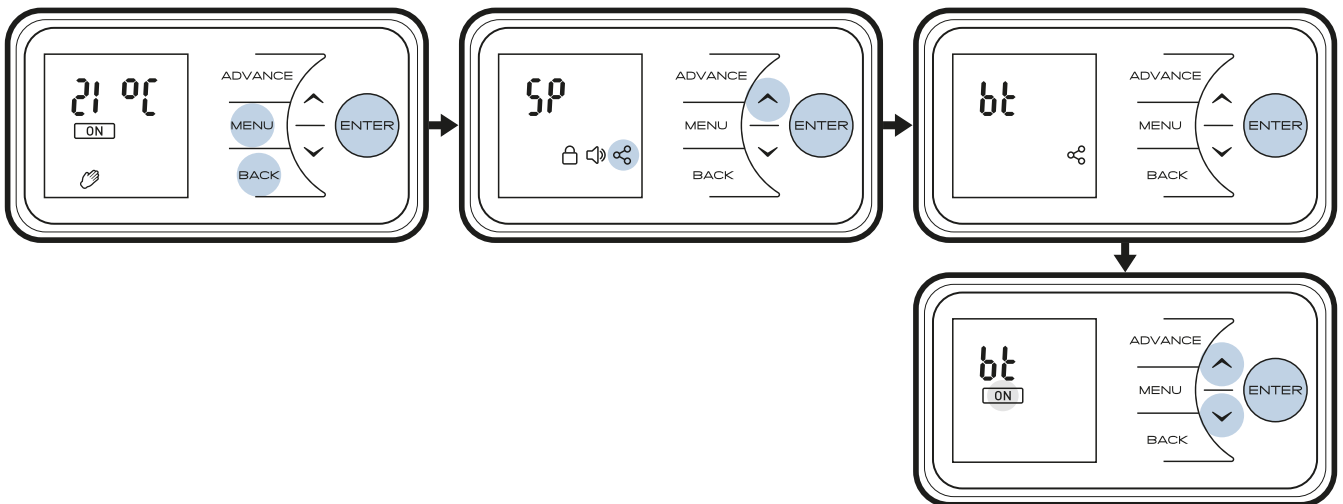 21 °C
ON
ADVANCE
MENU
BACK
ENTER
SP
ADVANCE
MENU
BACK
ENTER
bt
ADVANCE
MENU
BACK
ENTER
bt
ON
ADVANCE
MENU
BACK
ENTER